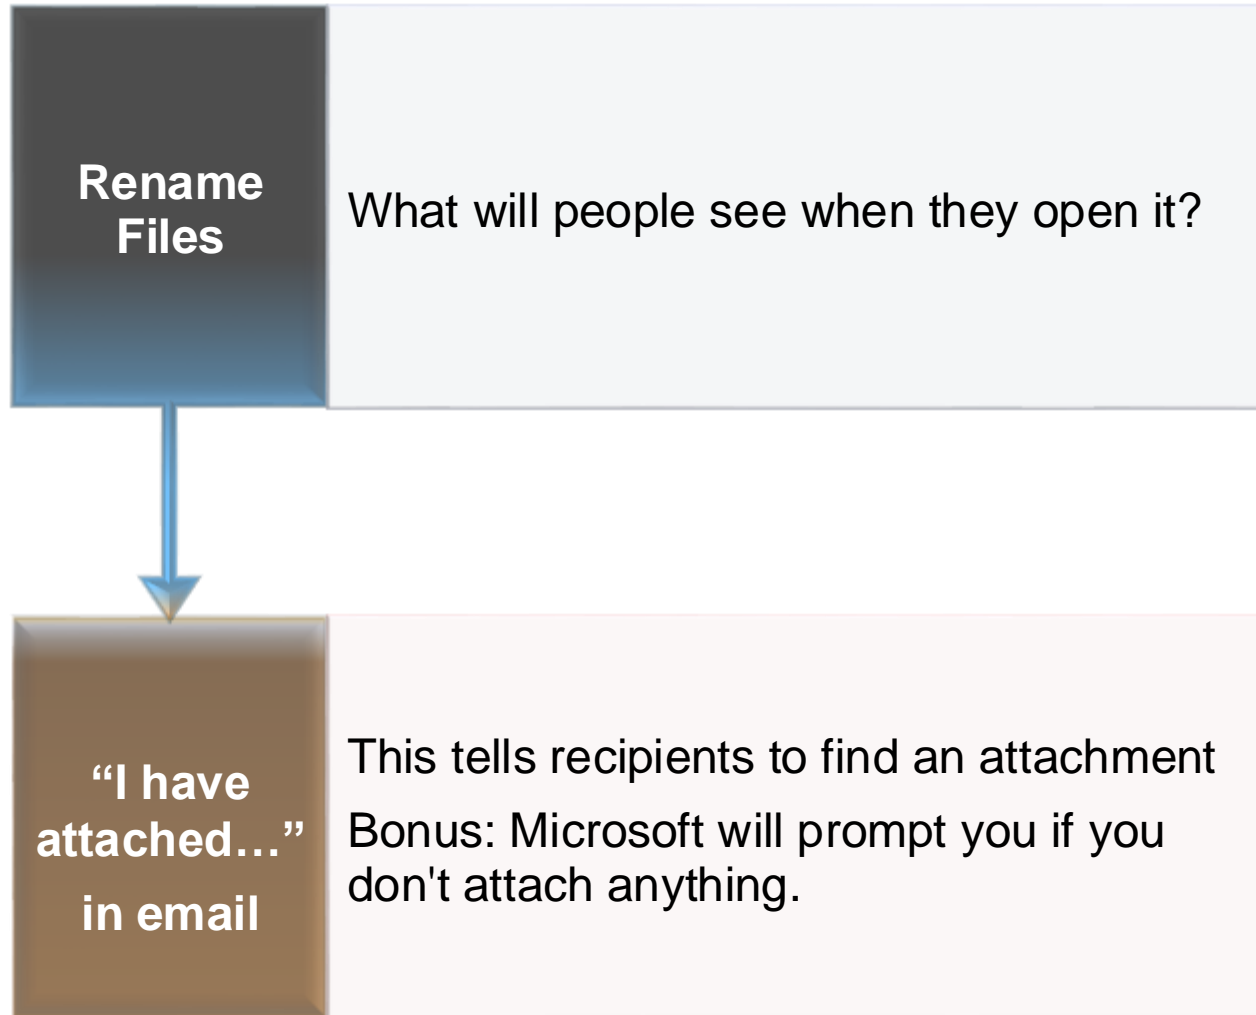 Rename
Files
What will people see when they open it?
“I have
attached…”
in email
This tells recipients to find an attachment
Bonus: Microsoft will prompt you if you
don't attach anything.